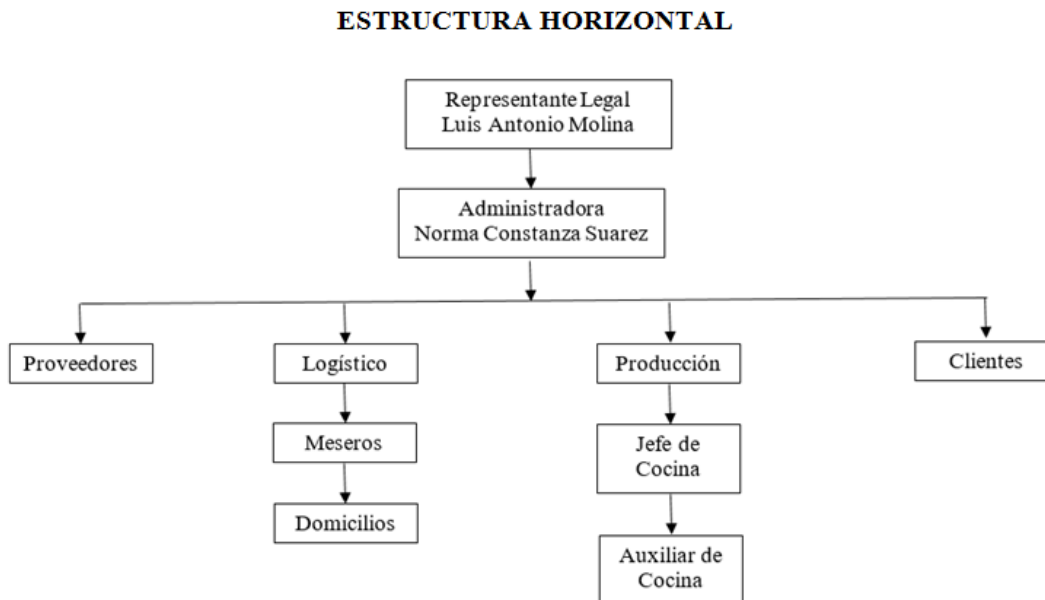 ESTRUCTURA HORIZONTAL
Representante Legal
Luis Antonio Molina
Administradora
Norma Constanza Suarez
Proveedores
Logístico
Producción
Clientes
Meseros
Jefe de
Cocina
Domicilios
Auxiliar de
Cocina